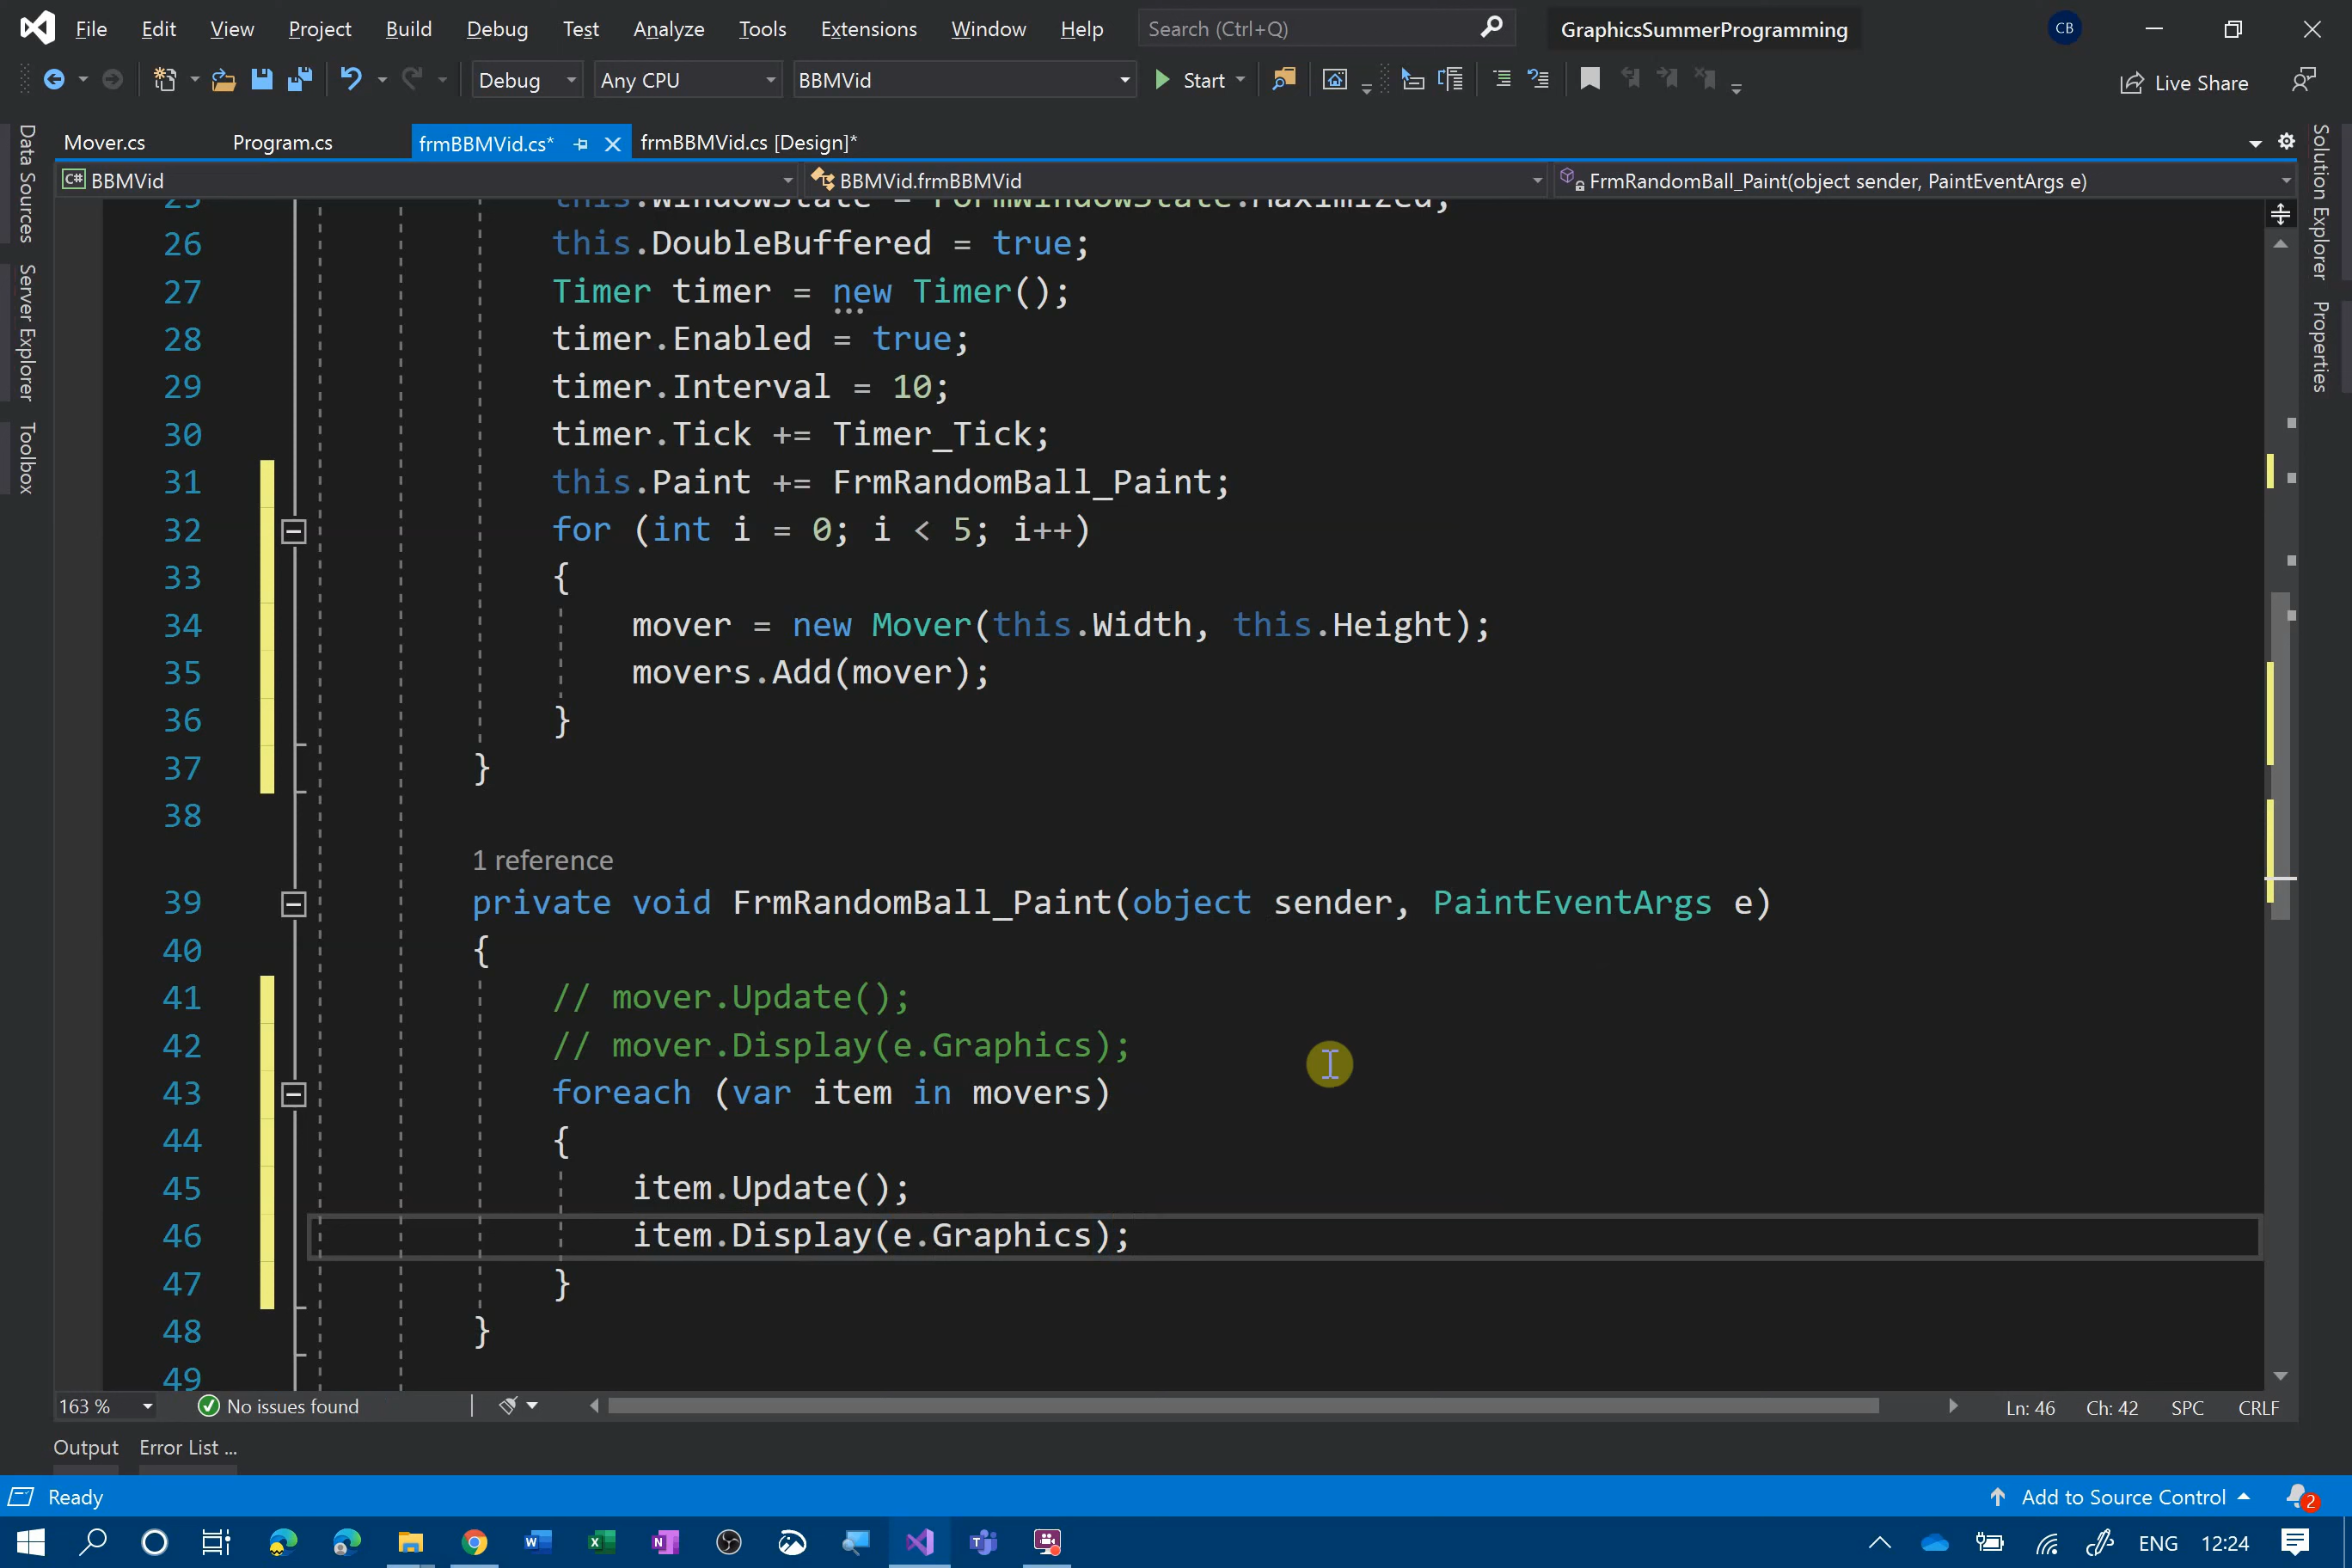 File Edit View Project Build Debug Test Analyze Tools Extensions Window Help Search (Ctrl+Q) GraphicsSummerProgramming CB
Debug Any CPU BBMVid Start Live Share
Mover.cs Program.cs frmBBMVid.cs* frmBBMVid.cs [Design]*
C# BBMVid BBMVid.frmBBMVid FrmRandomBall_Paint(object sender, PaintEventArgs e)
Data Sources
Server Explorer
Toolbox
Solution Explorer
Properties
25 this.WindowState = FormWindowState.Maximized;
26 this.DoubleBuffered = true;
27 Timer timer = new Timer();
28 timer.Enabled = true;
29 timer.Interval = 10;
30 timer.Tick += Timer_Tick;
31 this.Paint += FrmRandomBall_Paint;
32 for (int i = 0; i < 5; i++)
33 {
34 mover = new Mover(this.Width, this.Height);
35 movers.Add(mover);
36 }
37 }
38
1 reference
39 private void FrmRandomBall_Paint(object sender, PaintEventArgs e)
40 {
41 // mover.Update();
42 // mover.Display(e.Graphics);
43 foreach (var item in movers)
44 {
45 item.Update();
46 item.Display(e.Graphics);
47 }
48 }
49
163 % No issues found Ln: 46 Ch: 42 SPC CRLF
Output Error List ...
Ready Add to Source Control 2
ENG 12:24